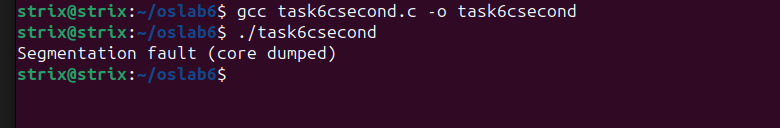 strix@strix:~/oslab6$ gcc task6csecond.c -o task6csecond
strix@strix:~/oslab6$ ./task6csecond
Segmentation fault (core dumped)
strix@strix:~/oslab6$